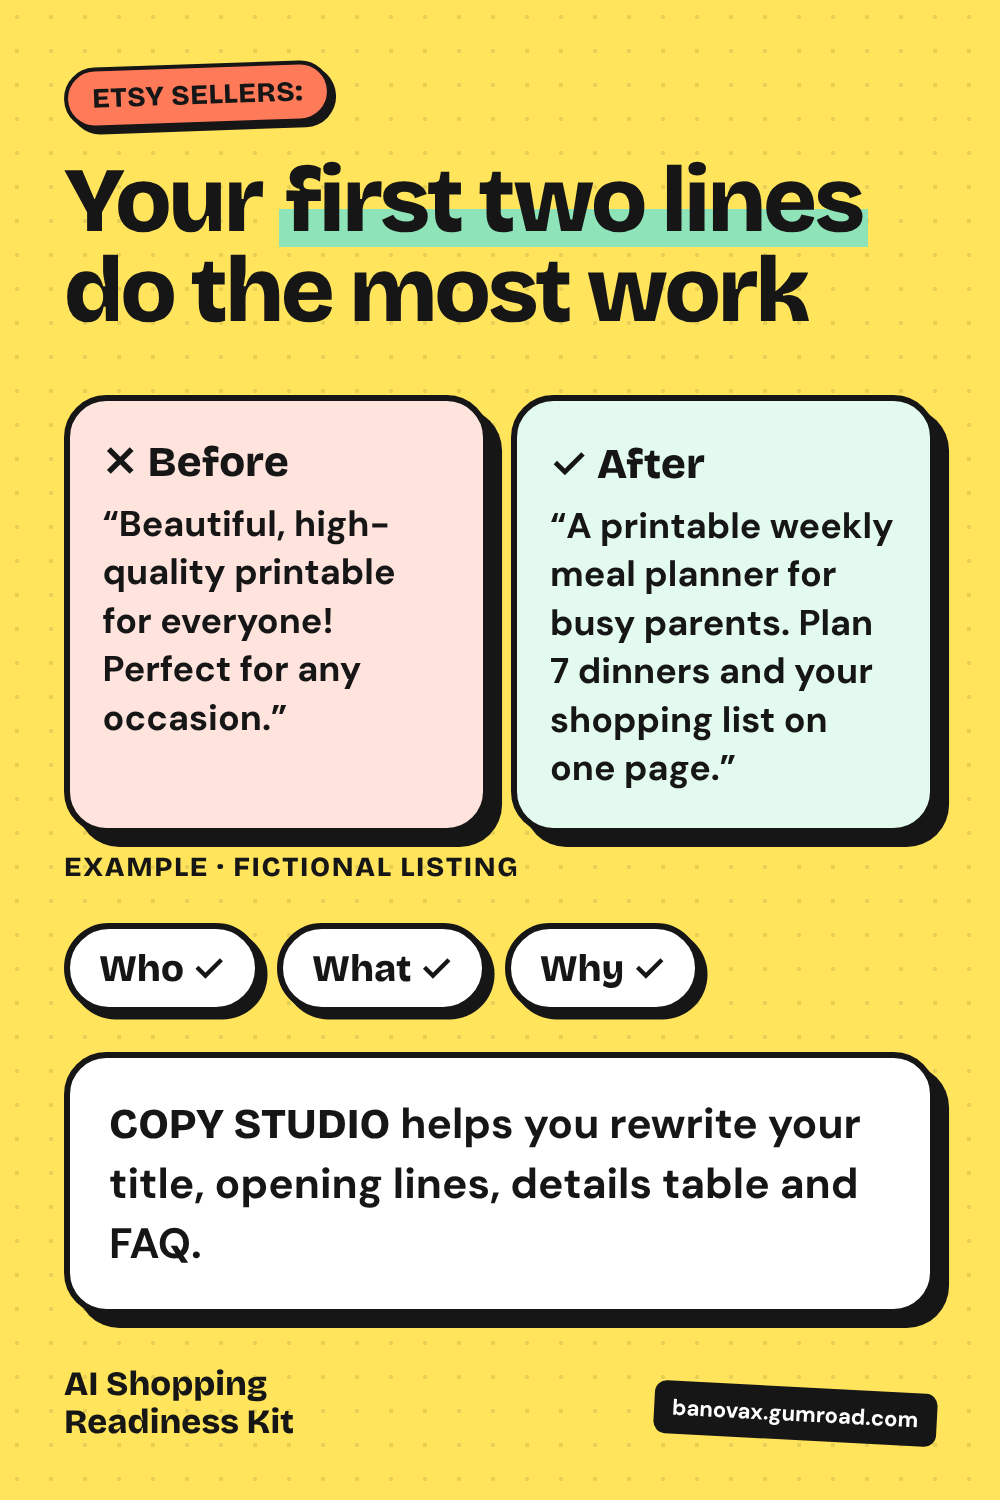 ETSY SELLERS:
Your first two lines
do the most work
✕ Before
“Beautiful, high-
quality printable
for everyone!
Perfect for any
occasion.”
✓ After
“A printable weekly
meal planner for
busy parents. Plan
7 dinners and your
shopping list on
one page.”
EXAMPLE · FICTIONAL LISTING
Who ✓
What ✓
Why ✓
COPY STUDIO helps you rewrite your
title, opening lines, details table and
FAQ.
AI Shopping
Readiness Kit
banovax.gumroad.com